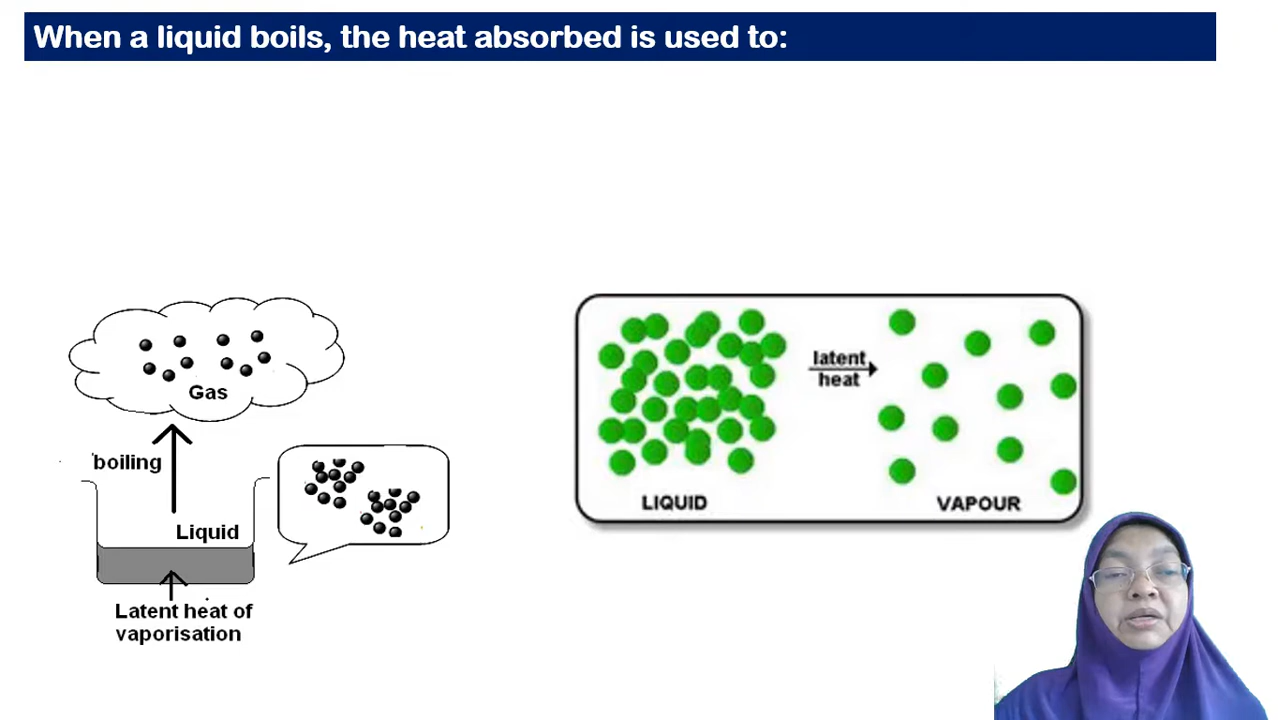 When a liquid boils, the heat absorbed is used to:
Gas
boiling
Liquid
Latent heat of
vaporisation
latent
heat
LIQUID
VAPOUR